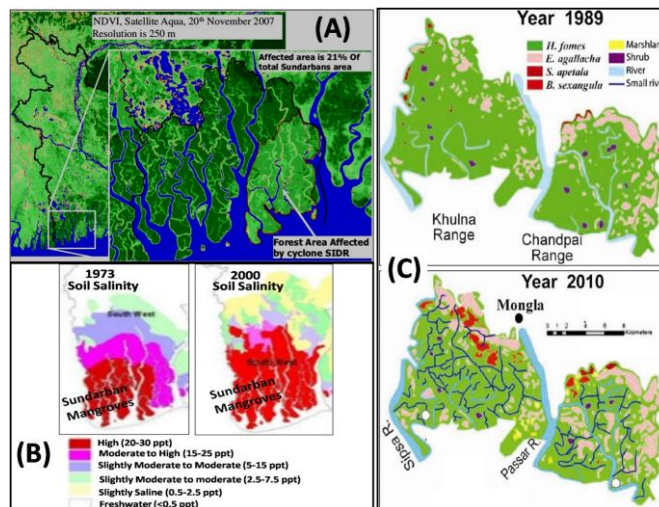 NDVI, Satellite Aqua, 20th November 2007
Resolution is 250 m
(A)
Affected area is 21% Of
total Sundarbans area
Forest Area Affected
by cyclone SIDR
1973
Soil Salinity
South West
Sundarban
Mangroves
2000
Soil Salinity
South West
Sundarban
Mangroves
(B)
High (20-30 ppt)
Moderate to High (15-25 ppt)
Slightly Moderate to Moderate (5-15 ppt)
Slightly Moderate to moderate (2.5-7.5 ppt)
Slightly Saline (0.5-2.5 ppt)
Freshwater (<0.5 ppt)
Year 1989
H. fomes
E. agallacha
S. apetala
B. sexangula
Marshlan
Shrub
River
Small riv
Khulna
Range
Chandpai
Range
(C)
Year 2010
Mongla
Kilometers
Sipsa R.
Passar R.